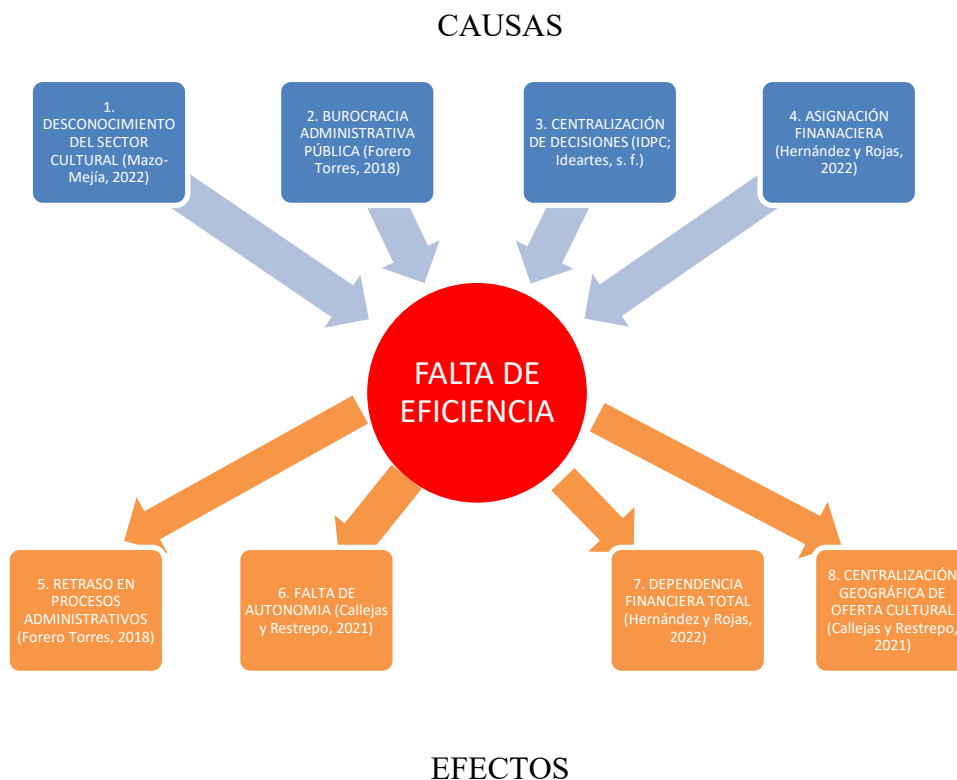 CAUSAS
1.
DESCONOCIMIENTO
DEL SECTOR
CULTURAL (Mazo-
Mejía, 2022)
2. BUROCRACIA
ADMINISTRATIVA
PÚBLICA (Forero
Torres, 2018)
3. CENTRALIZACIÓN
DE DECISIONES (IDPC;
Ideartes, s. f.)
4. ASIGNACIÓN
FINANACIERA
(Hernández y Rojas,
2022)
FALTA DE
EFICIENCIA
5. RETRASO EN
PROCESOS
ADMINISTRATIVOS
(Forero Torres, 2018)
6. FALTA DE
AUTONOMIA (Callejas
y Restrepo, 2021)
7. DEPENDENCIA
FINANCIERA TOTAL
(Hernández y Rojas,
2022)
8. CENTRALIZACIÓN
GEOGRÁFICA DE
OFERTA CULTURAL
(Callejas y Restrepo,
2021)
EFECTOS